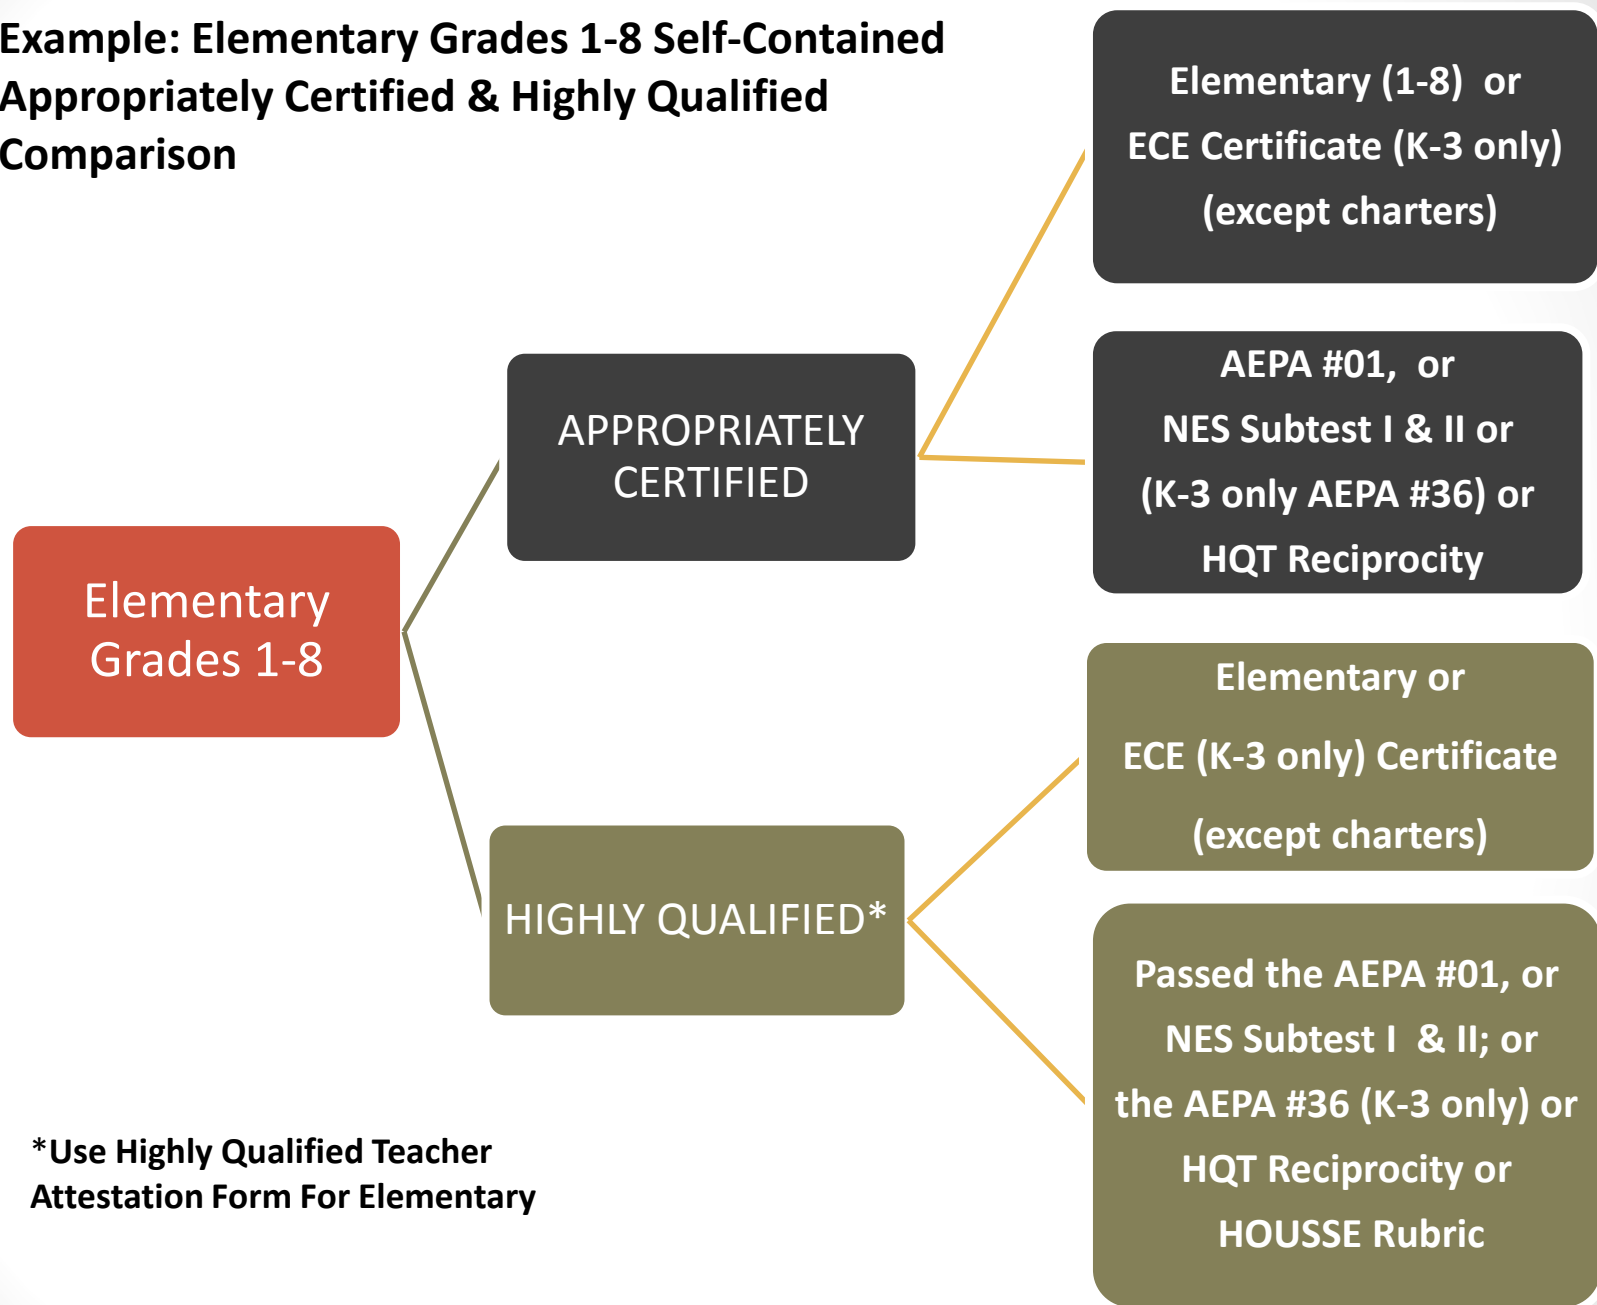 Example: Elementary Grades 1-8 Self-Contained
Appropriately Certified & Highly Qualified
Comparison
Elementary
Grades 1-8
APPROPRIATELY
CERTIFIED
Elementary (1-8) or
ECE Certificate (K-3 only)
(except charters)
AEPA #01, or
NES Subtest I & II or
(K-3 only AEPA #36) or
HQT Reciprocity
HIGHLY QUALIFIED*
Elementary or
ECE (K-3 only) Certificate
(except charters)
Passed the AEPA #01, or
NES Subtest I & II; or
the AEPA #36 (K-3 only) or
HQT Reciprocity or
HOUSSE Rubric
*Use Highly Qualified Teacher
Attestation Form For Elementary